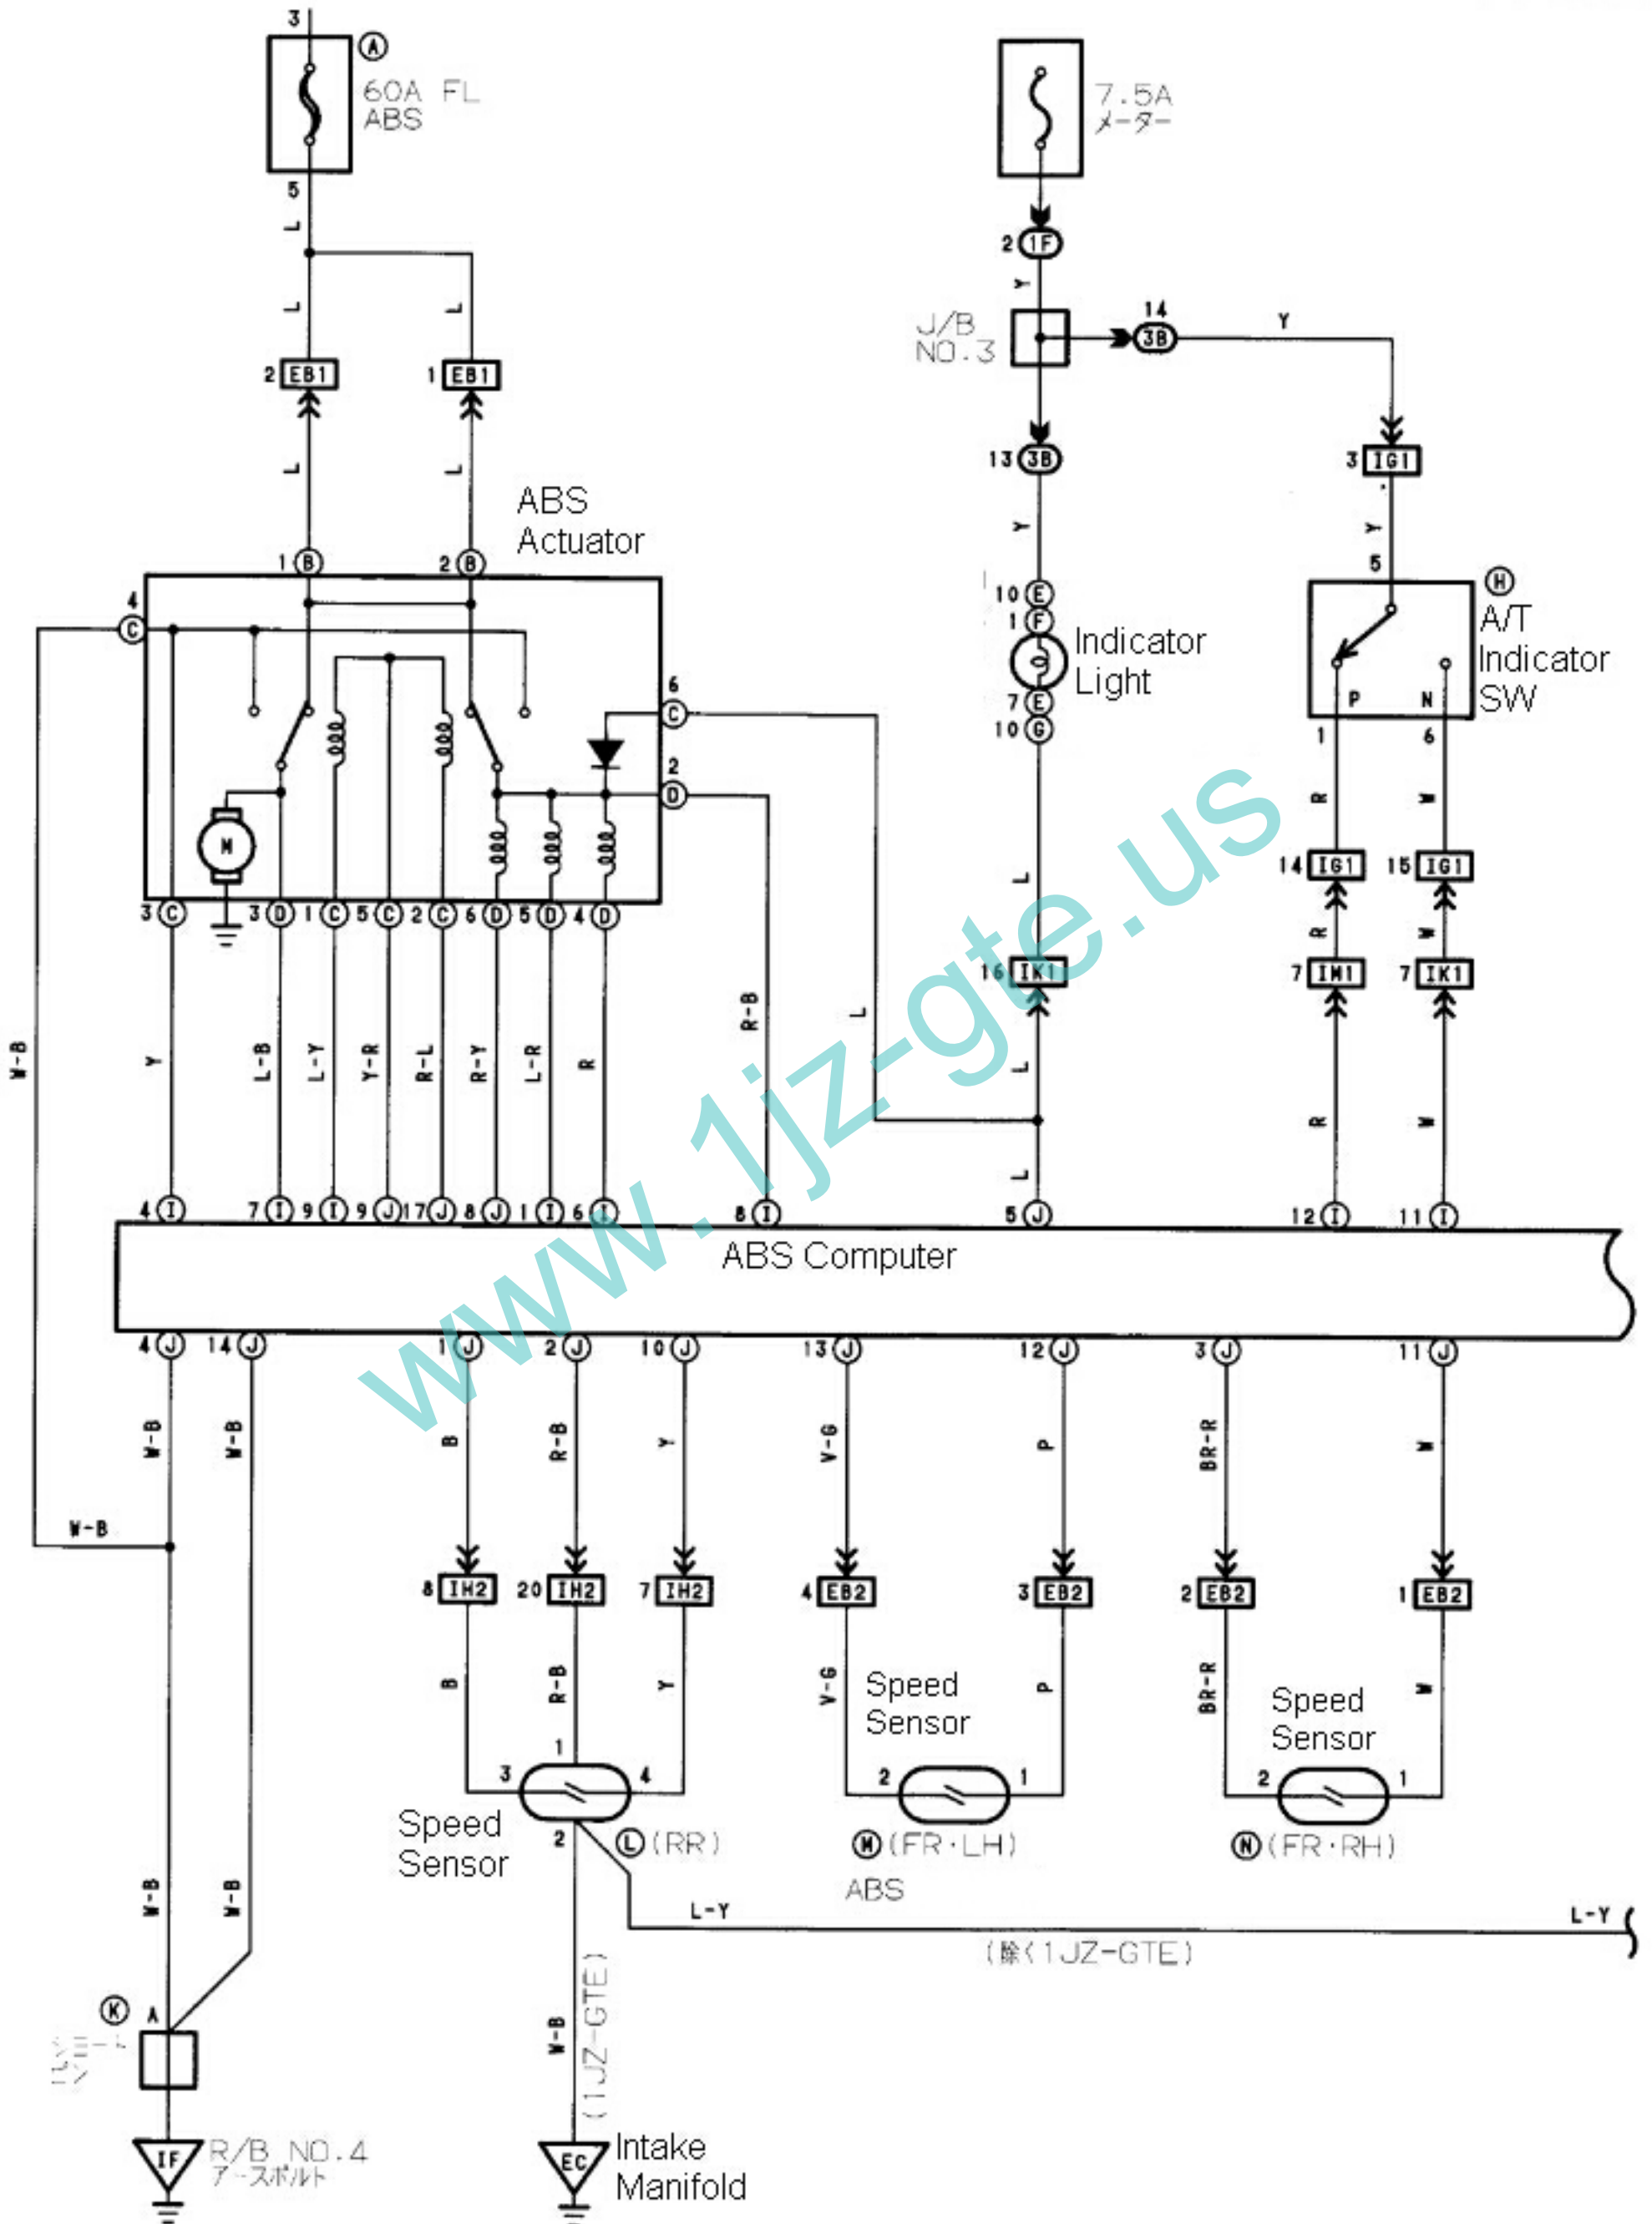 3
A
60A FL
ABS
5
L
L
L
2 EB1
1 EB1
L
L
7.5A
メーター
2 1F
Y
J/B
NO.3
14
3B
Y
13 3B
3 IG1
Y
Y
5
ABS
Actuator
1 B
2 B
4
C
6
C
2
D
M
10 E
1 F
Indicator
Light
7 E
10 G
H
A/T
Indicator
SW
P
N
1
6
R
W
14 IG1
15 IG1
R
W
7 IM1
7 IK1
L
16 IK1
L
3 C
3 D
1 C
5 C
2 C
6 D
5 D
4 D
W-B
Y
L-B
L-Y
Y-R
R-L
R-Y
L-R
R
R-B
L
L
R
W
4 I
7 I
9 I
9 J
17 J
8 J
1 I
6 I
8 I
5 J
12 I
11 I
ABS Computer
www.1jz-gte.us
4 J
14 J
1 J
2 J
10 J
13 J
12 J
3 J
11 J
W-B
W-B
B
R-B
Y
V-G
P
BR-R
W
W-B
8 IH2
20 IH2
7 IH2
4 EB2
3 EB2
2 EB2
1 EB2
B
R-B
Y
V-G
P
BR-R
W
Speed
Sensor
Speed
Sensor
1
3
4
2
1
2
1
Speed
Sensor
2
L (RR)
M (FR·LH)
ABS
N (FR·RH)
W-B
W-B
L-Y
L-Y
(除く1JZ-GTE)
K
A
ショート
ピン
W-B
(1JZ-GTE)
IF
R/B NO.4
アースボルト
EC
Intake
Manifold